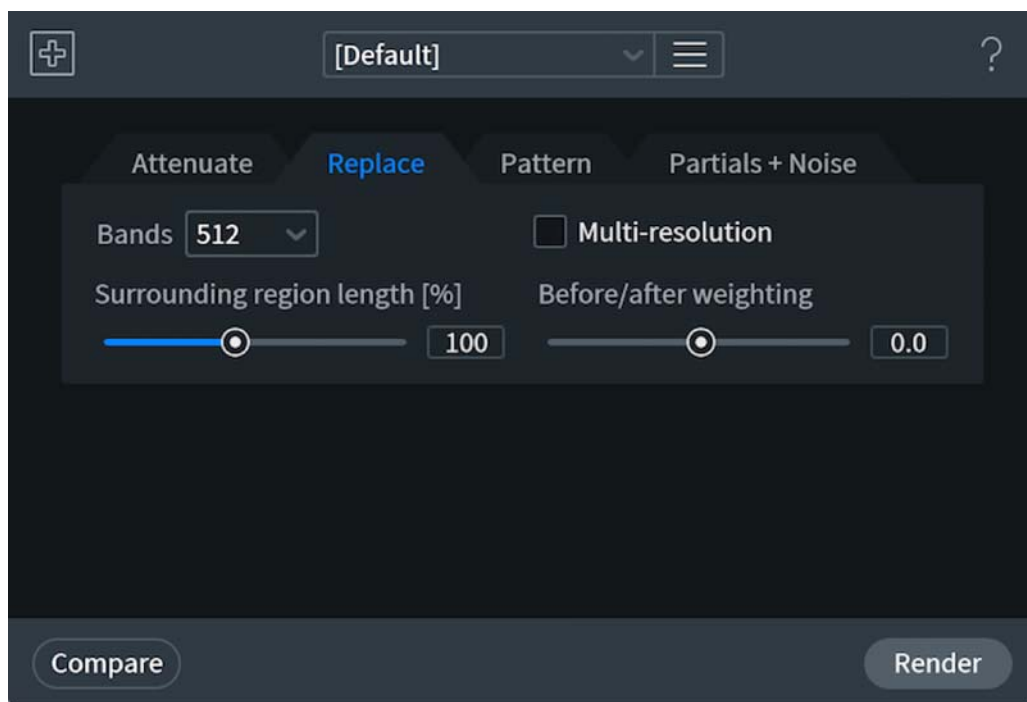 [Default]
?
Attenuate Replace Pattern Partials + Noise
Bands 512 Multi-resolution
Surrounding region length [%] Before/after weighting
100 0.0
Compare Render